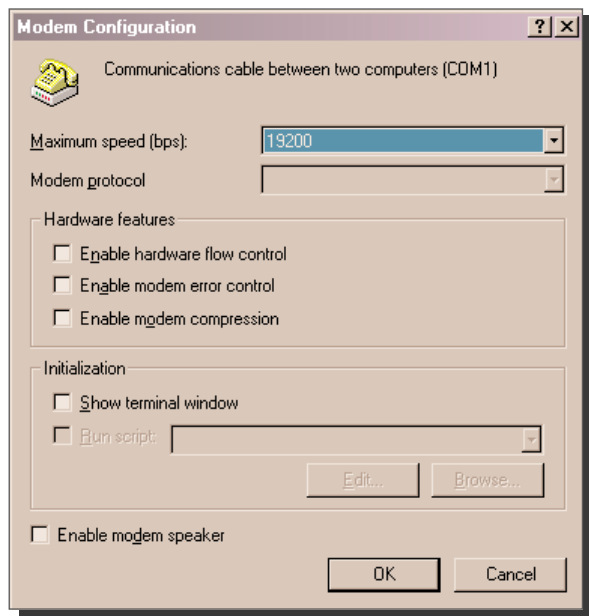 Modem Configuration
Communications cable between two computers (COM1)
Maximum speed (bps):
19200
Modem protocol
Hardware features
Enable hardware flow control
Enable modem error control
Enable modem compression
Initialization
Show terminal window
Run script:
Edit...
Browse...
Enable modem speaker
OK
Cancel